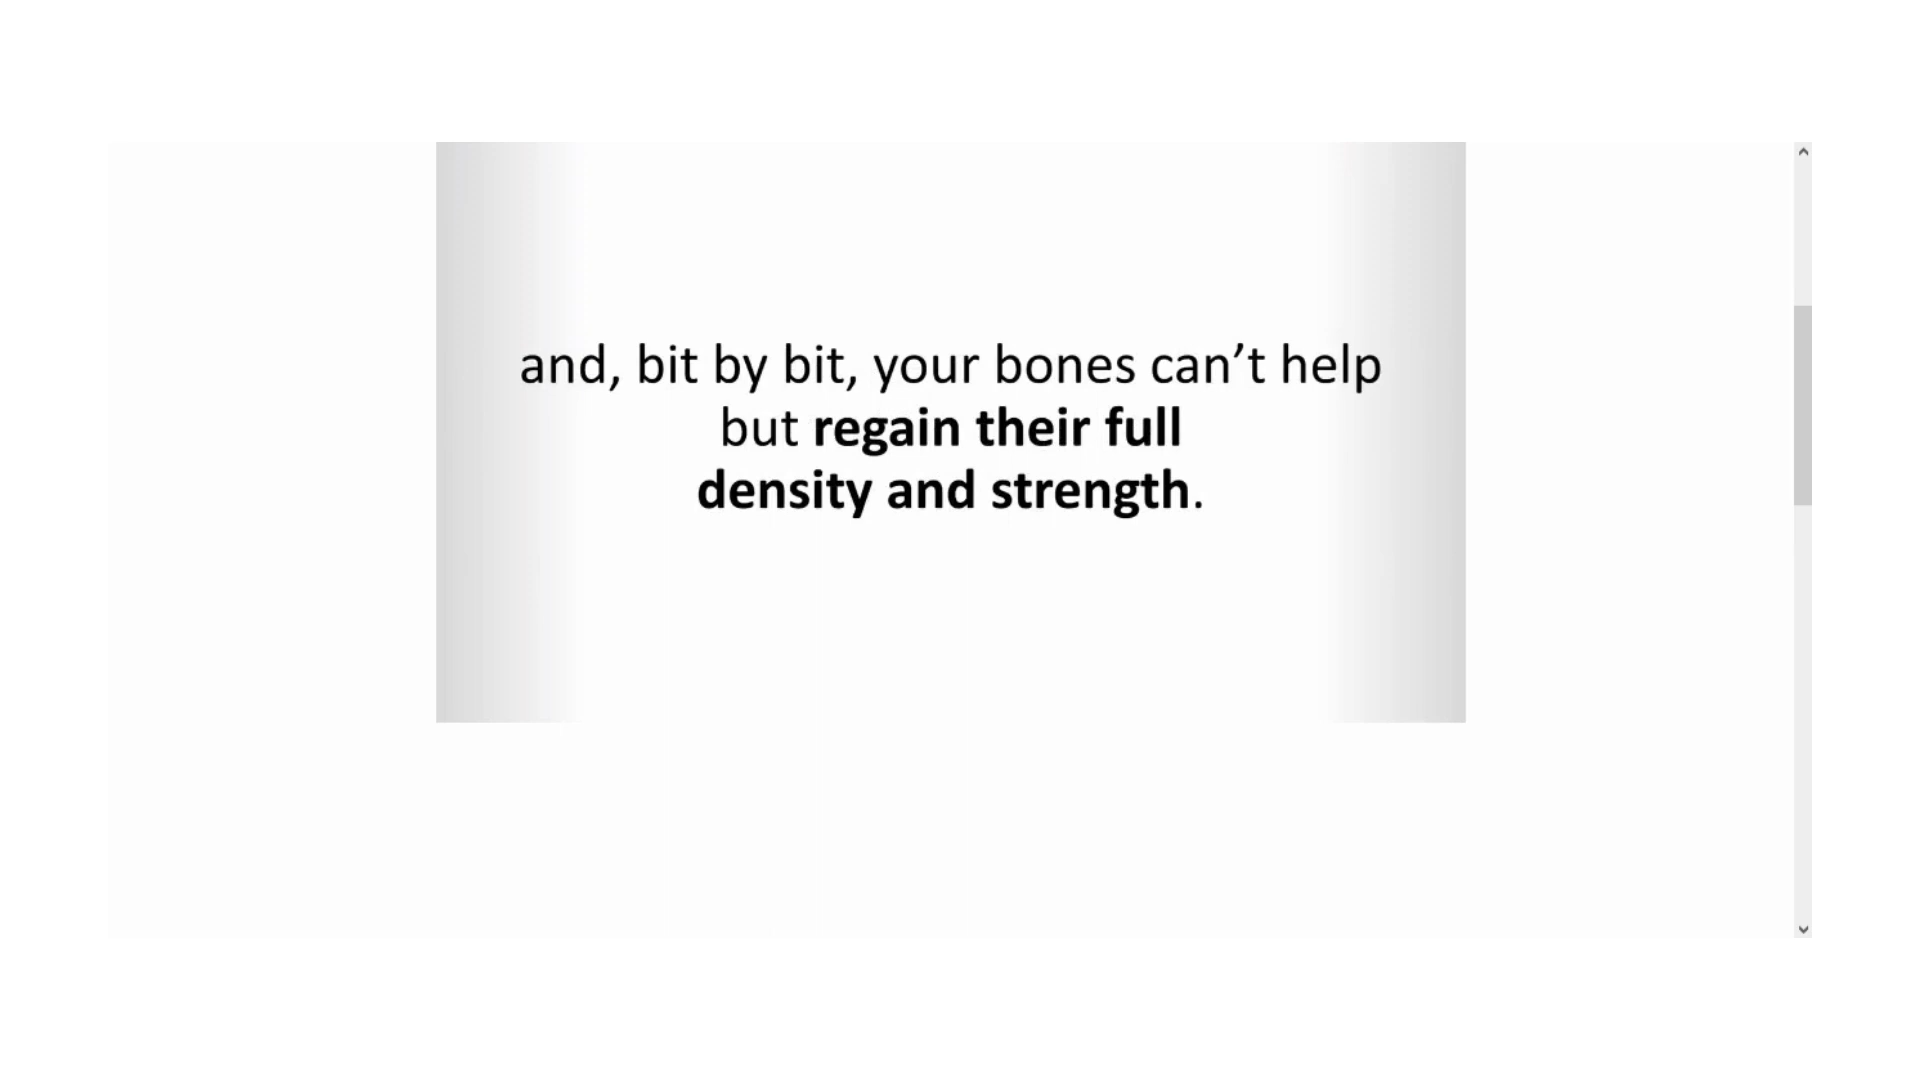 and, bit by bit, your bones can’t help
but regain their full
density and strength.